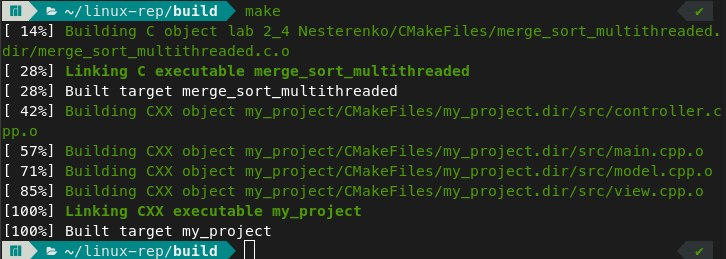 ~/linux-rep/build make ✔
[ 14%] Building C object lab 2_4 Nesterenko/CMakeFiles/merge_sort_multithreaded.
dir/merge_sort_multithreaded.c.o
[ 28%] Linking C executable merge_sort_multithreaded
[ 28%] Built target merge_sort_multithreaded
[ 42%] Building CXX object my_project/CMakeFiles/my_project.dir/src/controller.c
pp.o
[ 57%] Building CXX object my_project/CMakeFiles/my_project.dir/src/main.cpp.o
[ 71%] Building CXX object my_project/CMakeFiles/my_project.dir/src/model.cpp.o
[ 85%] Building CXX object my_project/CMakeFiles/my_project.dir/src/view.cpp.o
[100%] Linking CXX executable my_project
[100%] Built target my_project
~/linux-rep/build ✔